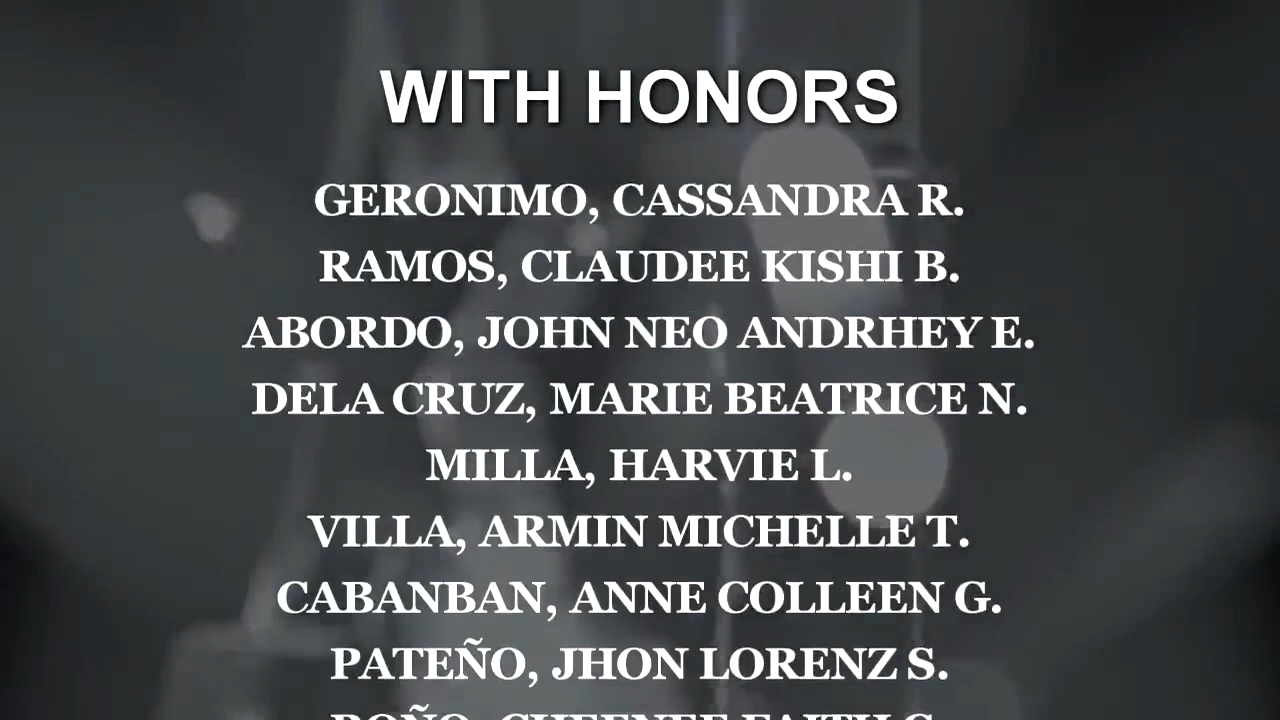 WITH HONORS
GERONIMO, CASSANDRA R.
RAMOS, CLAUDEE KISHI B.
ABORDO, JOHN NEO ANDRHEY E.
DELA CRUZ, MARIE BEATRICE N.
MILLA, HARVIE L.
VILLA, ARMIN MICHELLE T.
CABANBAN, ANNE COLLEEN G.
PATEÑO, JHON LORENZ S.